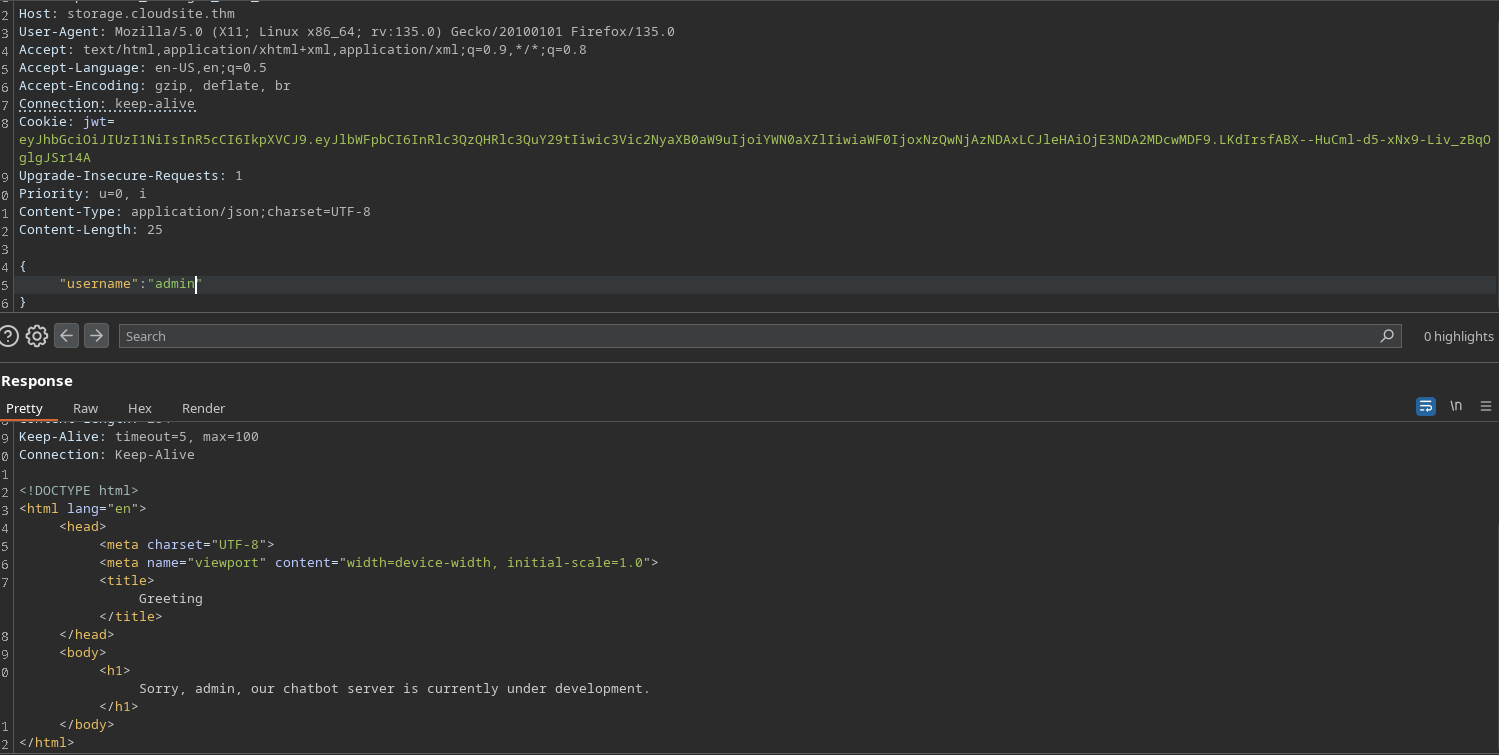 2 Host: storage.cloudsite.thm
3 User-Agent: Mozilla/5.0 (X11; Linux x86_64; rv:135.0) Gecko/20100101 Firefox/135.0
4 Accept: text/html,application/xhtml+xml,application/xml;q=0.9,*/*;q=0.8
5 Accept-Language: en-US,en;q=0.5
6 Accept-Encoding: gzip, deflate, br
7 Connection: keep-alive
8 Cookie: jwt=
eyJhbGciOiJIUzI1NiIsInR5cCI6IkpXVCJ9.eyJlbWFpbCI6InRlc3QzQHRlc3QuY29tIiwic3Vic2NyaXB0aW9uIjoiYWN0aXZlIiwiaWF0IjoxNzQwNjAzNDAxLCJleHAiOjE3NDA2MDcwMDF9.LKdIrsfABX--HuCml-d5-xNx9-Liv_zBqO
glgJSr14A
9 Upgrade-Insecure-Requests: 1
0 Priority: u=0, i
1 Content-Type: application/json;charset=UTF-8
2 Content-Length: 25
3
4 {
5 "username":"admin"
6 }
? Search 0 highlights
Response
Pretty Raw Hex Render \n
9 Keep-Alive: timeout=5, max=100
0 Connection: Keep-Alive
1
2 <!DOCTYPE html>
3 <html lang="en">
4 <head>
5 <meta charset="UTF-8">
6 <meta name="viewport" content="width=device-width, initial-scale=1.0">
7 <title>
Greeting
</title>
8 </head>
9 <body>
0 <h1>
Sorry, admin, our chatbot server is currently under development.
</h1>
1 </body>
2 </html>